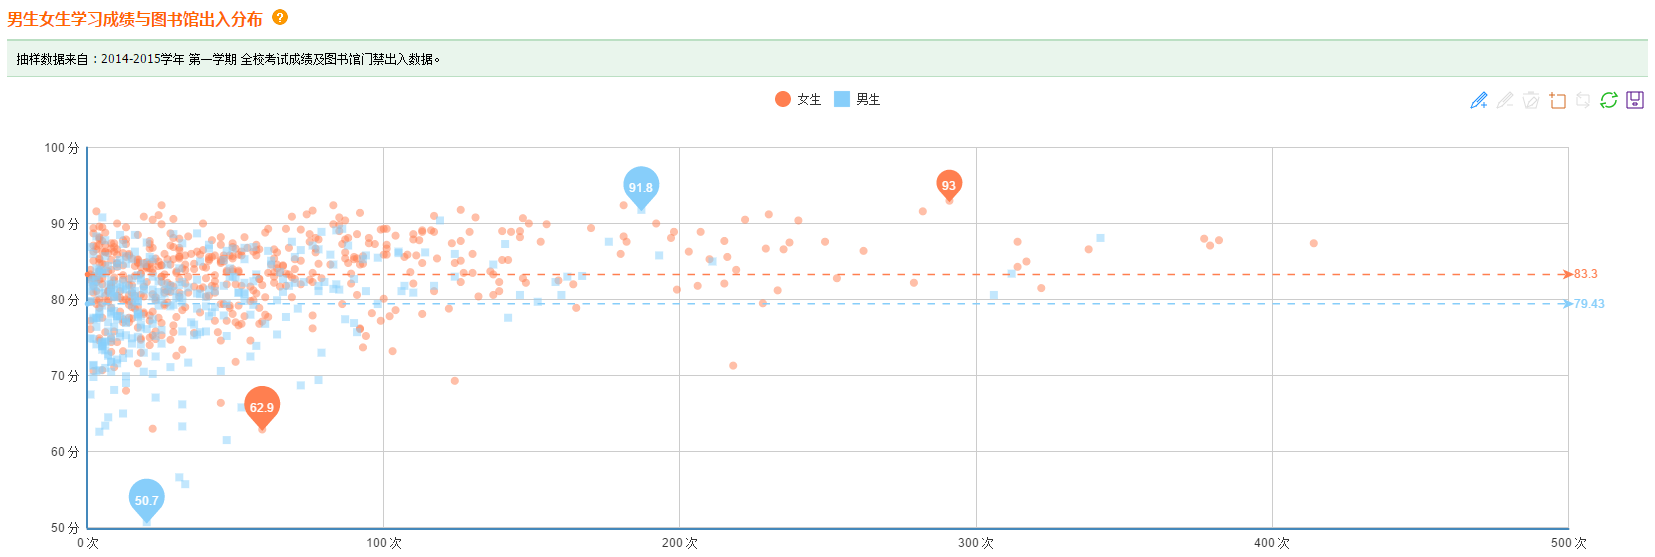 男生女生学习成绩与图书馆出入分布 ?
抽样数据来自：2014-2015学年 第一学期 全校考试成绩及图书馆门禁出入数据。
女生 男生
100 分
90 分
80 分
70 分
60 分
50 分
91.8
93
83.3
79.43
62.9
50.7
0 次 100 次 200 次 300 次 400 次 500 次